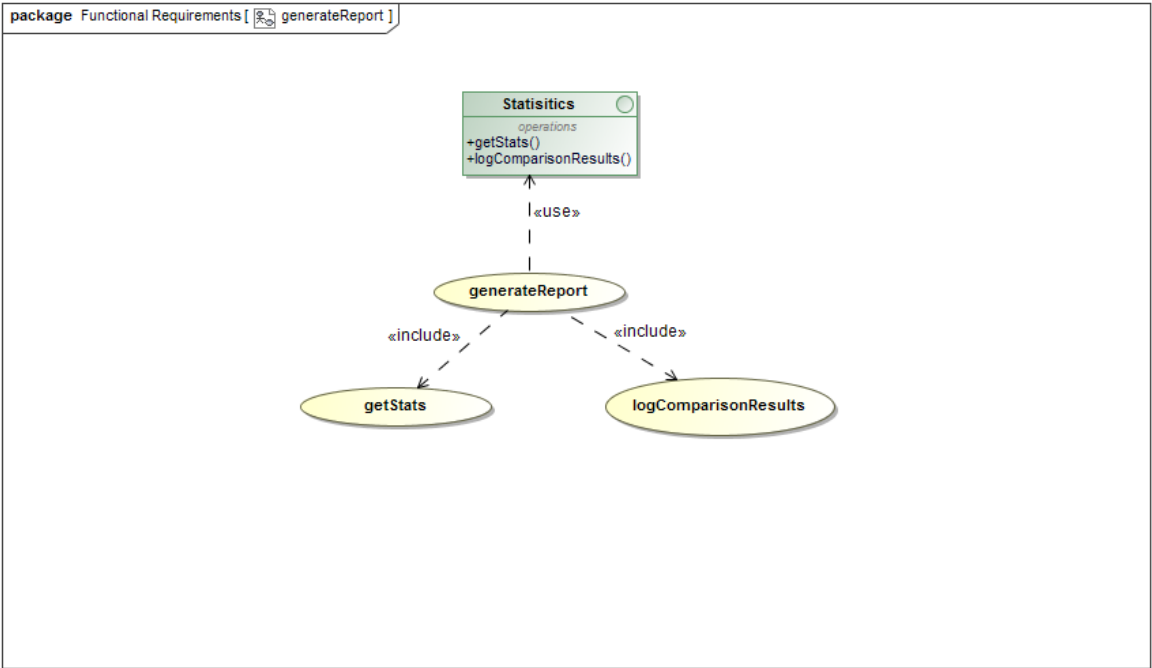 package Functional Requirements [ generateReport ]
Statisitics
operations
+getStats()
+logComparisonResults()
«use»
generateReport
«include»
«include»
getStats
logComparisonResults